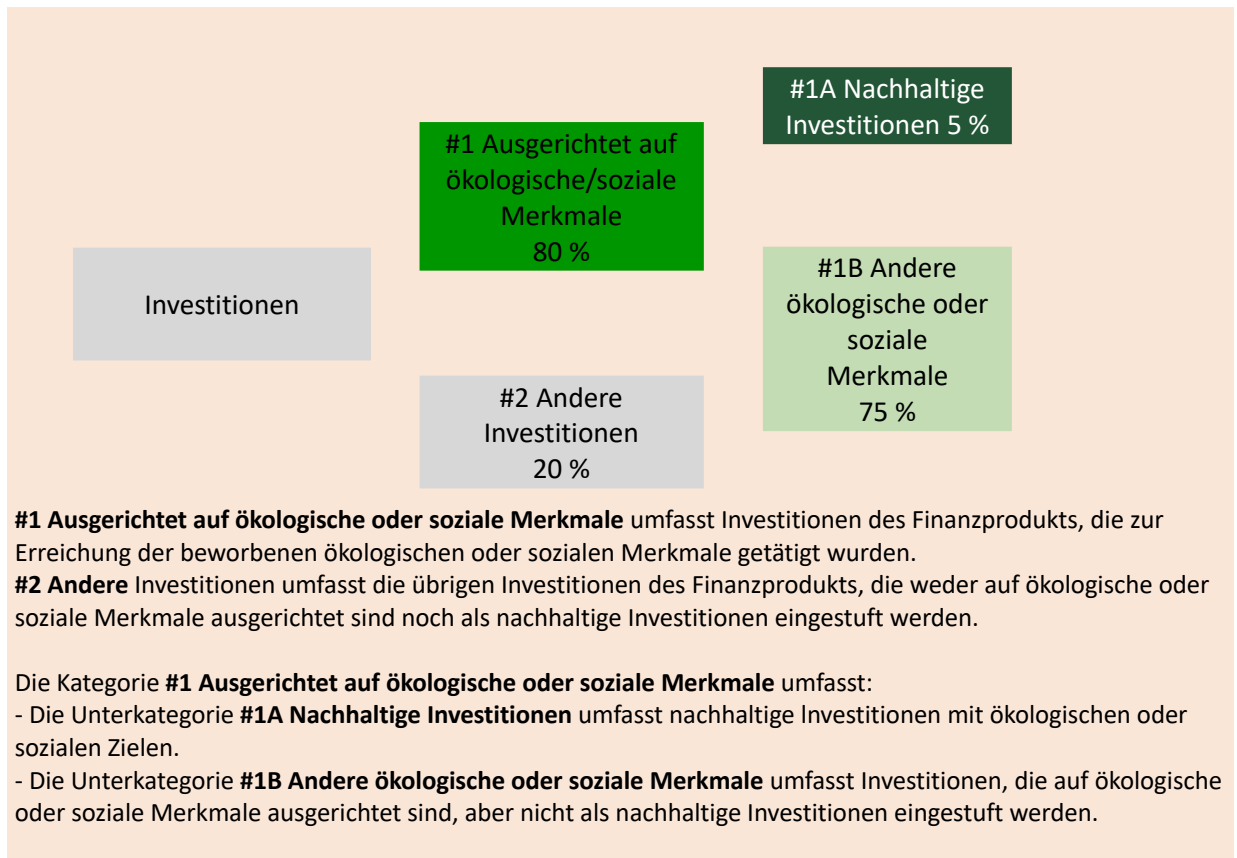 #1A Nachhaltige
Investitionen 5 %
#1 Ausgerichtet auf
ökologische/soziale
Merkmale
80 %
Investitionen
#1B Andere
ökologische oder
soziale
Merkmale
75 %
#2 Andere
Investitionen
20 %
#1 Ausgerichtet auf ökologische oder soziale Merkmale umfasst Investitionen des Finanzprodukts, die zur
Erreichung der beworbenen ökologischen oder sozialen Merkmale getätigt wurden.
#2 Andere Investitionen umfasst die übrigen Investitionen des Finanzprodukts, die weder auf ökologische oder
soziale Merkmale ausgerichtet sind noch als nachhaltige Investitionen eingestuft werden.
Die Kategorie #1 Ausgerichtet auf ökologische oder soziale Merkmale umfasst:
- Die Unterkategorie #1A Nachhaltige Investitionen umfasst nachhaltige Investitionen mit ökologischen oder
sozialen Zielen.
- Die Unterkategorie #1B Andere ökologische oder soziale Merkmale umfasst Investitionen, die auf ökologische
oder soziale Merkmale ausgerichtet sind, aber nicht als nachhaltige Investitionen eingestuft werden.